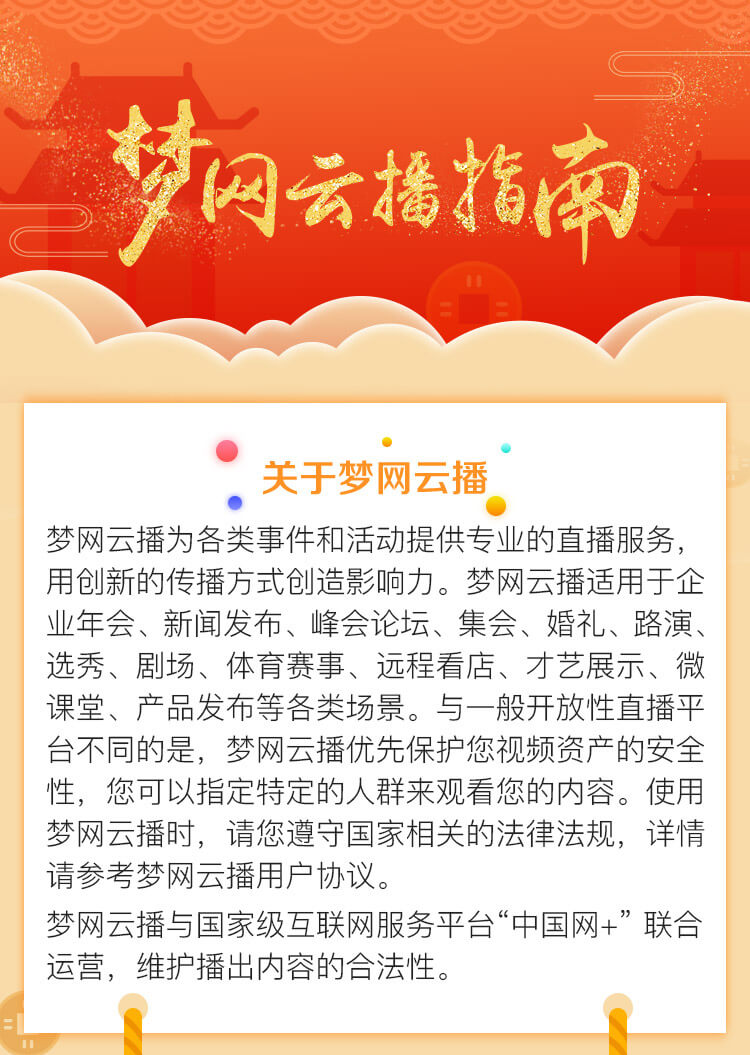 梦网云播指南
关于梦网云播
梦网云播为各类事件和活动提供专业的直播服务，
用创新的传播方式创造影响力。梦网云播适用于企
业年会、新闻发布、峰会论坛、集会、婚礼、路演、
选秀、剧场、体育赛事、远程看店、才艺展示、微
课堂、产品发布等各类场景。与一般开放性直播平
台不同的是，梦网云播优先保护您视频资产的安全
性，您可以指定特定的人群来观看您的内容。使用
梦网云播时，请您遵守国家相关的法律法规，详情
请参考梦网云播用户协议。
梦网云播与国家级互联网服务平台“中国网+” 联合
运营，维护播出内容的合法性。